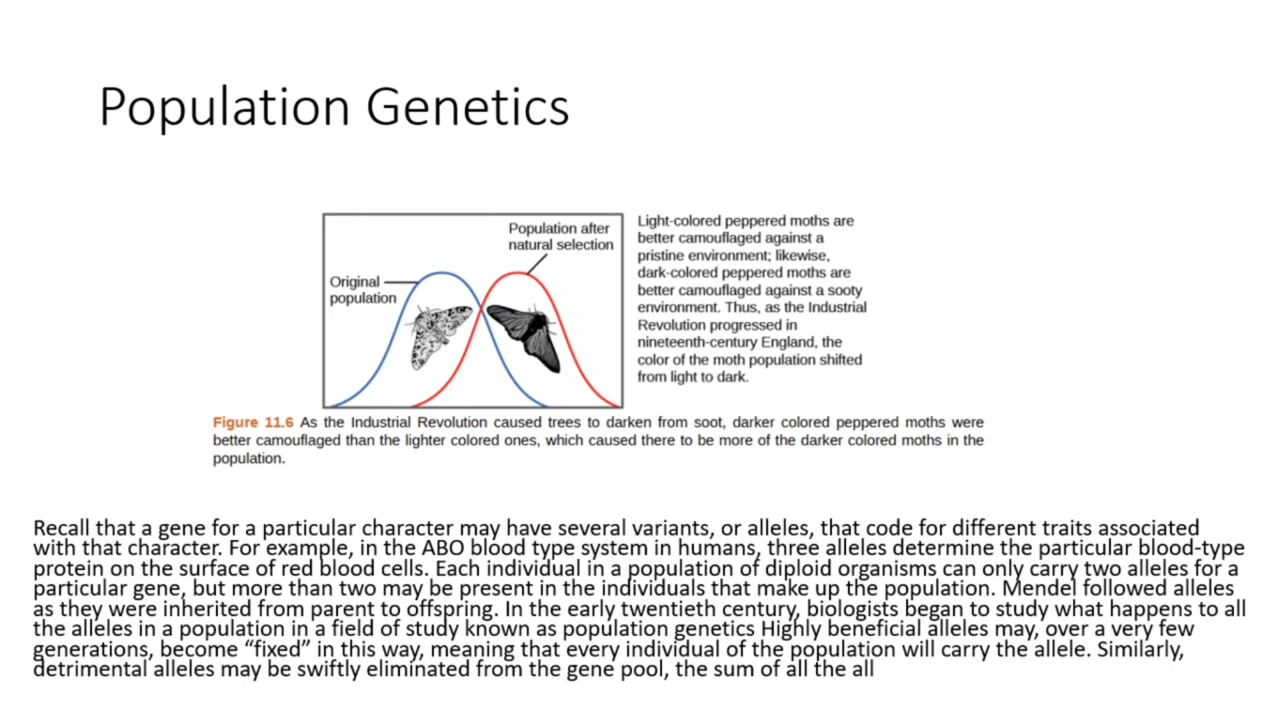 Population Genetics
Population after
natural selection
Original
population
Light-colored peppered moths are
better camouflaged against a
pristine environment; likewise,
dark-colored peppered moths are
better camouflaged against a sooty
environment. Thus, as the Industrial
Revolution progressed in
nineteenth-century England, the
color of the moth population shifted
from light to dark.
Figure 11.6 As the Industrial Revolution caused trees to darken from soot, darker colored peppered moths were
better camouflaged than the lighter colored ones, which caused there to be more of the darker colored moths in the
population.
Recall that a gene for a particular character may have several variants, or alleles, that code for different traits associated
with that character. For example, in the ABO blood type system in humans, three alleles determine the particular blood-type
protein on the surface of red blood cells. Each individual in a population of diploid organisms can only carry two alleles for a
particular gene, but more than two may be present in the individuals that make up the population. Mendel followed alleles
as they were inherited from parent to offspring. In the early twentieth century, biologists began to study what happens to all
the alleles in a population in a field of study known as population genetics Highly beneficial alleles may, over a very few
generations, become “fixed” in this way, meaning that every individual of the population will carry the allele. Similarly,
detrimental alleles may be swiftly eliminated from the gene pool, the sum of all the all